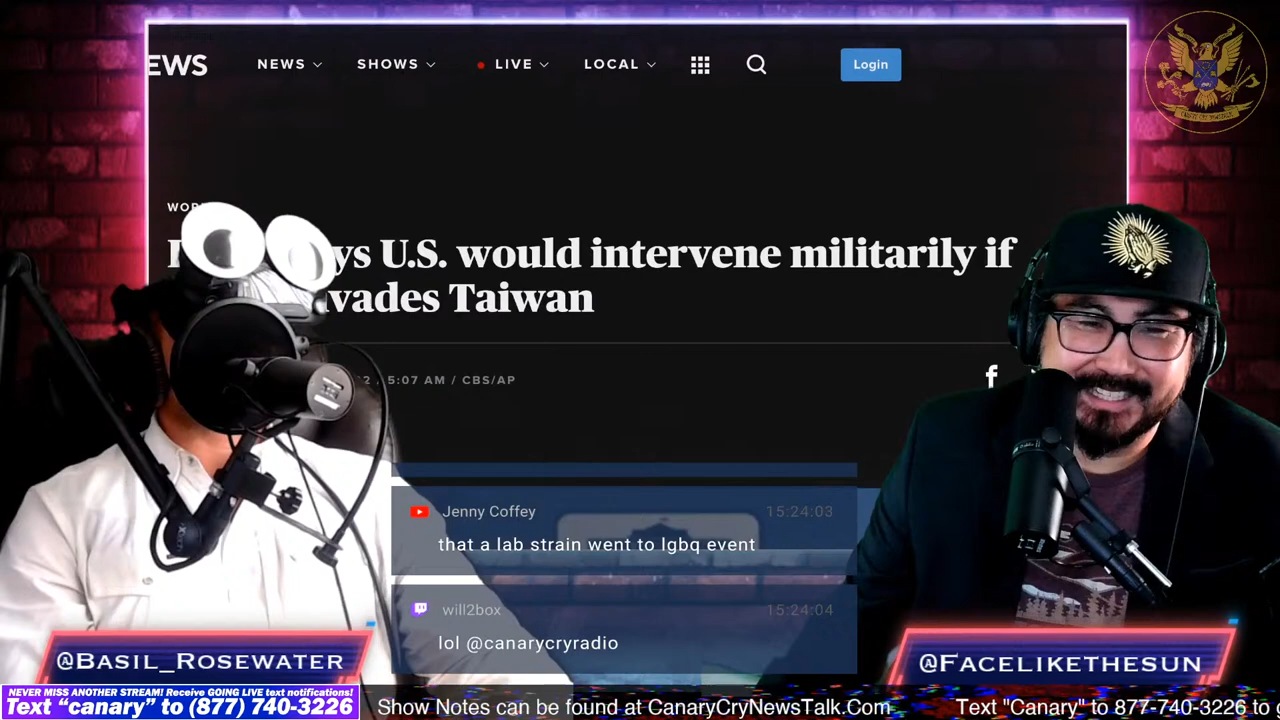 EWS
NEWS
SHOWS
LIVE
LOCAL
Login
U.S. would intervene militarily if
Taiwan
5:07 AM / CBS/AP
f
Jenny Coffey 15:24:03
that a lab strain went to lgbq event
will2box 15:24:04
lol @canarycryradio
@BASIL_ROSEWATER
@FACELIKETHESUN
NEVER MISS ANOTHER STREAM! Receive GOING LIVE text notifications!
Text “canary” to (877) 740-3226
Show Notes can be found at CanaryCryNewsTalk.Com
Text "Canary" to 877-740-3226 to